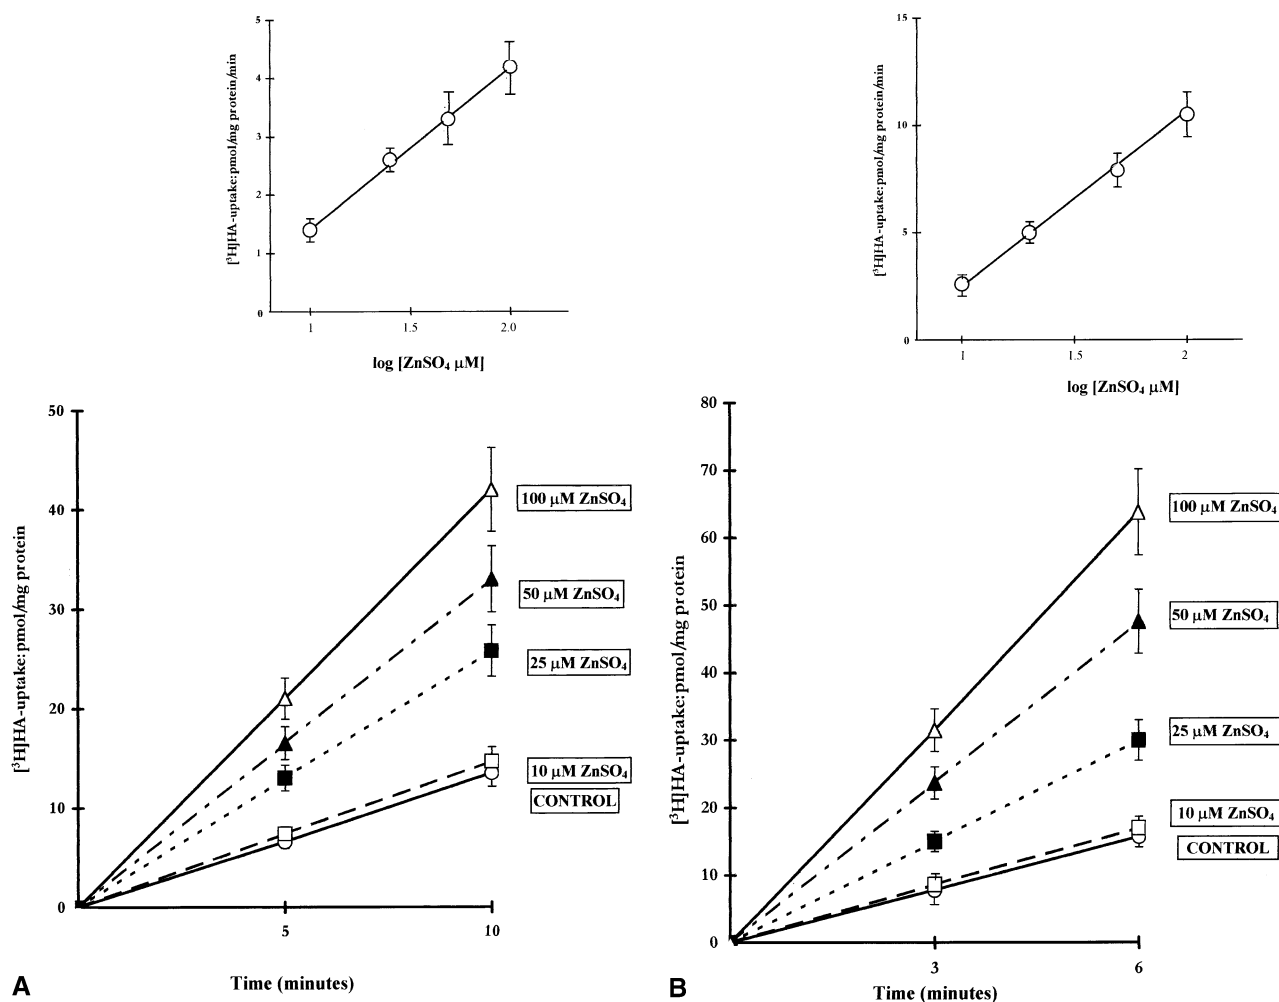 5
4
3
2
1
0
[³H]HA-uptake:pmol/mg protein/min
1
1.5
2.0
log [ZnSO₄ µM]
15
10
5
0
[³H]HA-uptake:pmol/mg protein/min
1
1.5
2
log [ZnSO₄ µM]
50
40
30
20
10
0
[³H]HA-uptake:pmol/mg protein
100 µM ZnSO₄
50 µM ZnSO₄
25 µM ZnSO₄
10 µM ZnSO₄
CONTROL
5
10
Time (minutes)
A
80
70
60
50
40
30
20
10
0
[³H]HA-uptake:pmol/mg protein
100 µM ZnSO₄
50 µM ZnSO₄
25 µM ZnSO₄
10 µM ZnSO₄
CONTROL
3
6
Time (minutes)
B